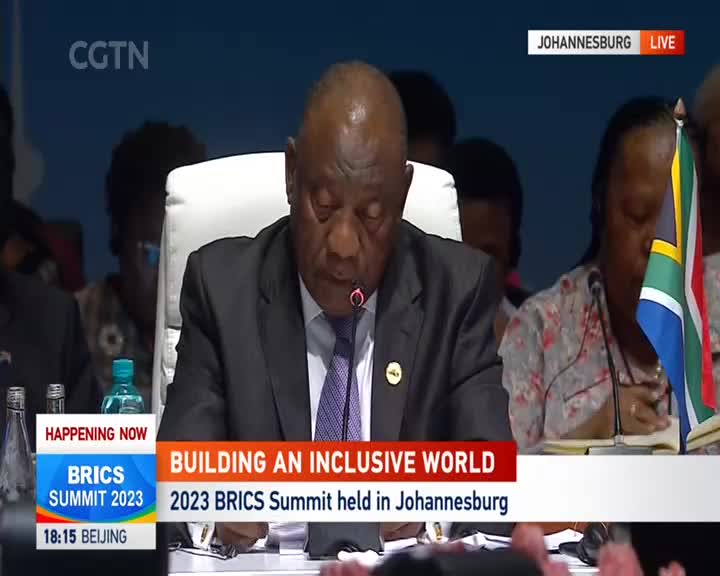 CGTN
JOHANNESBURG LIVE
HAPPENING NOW
BRICS
SUMMIT 2023
18:15 BEIJING
BUILDING AN INCLUSIVE WORLD
2023 BRICS Summit held in Johannesburg